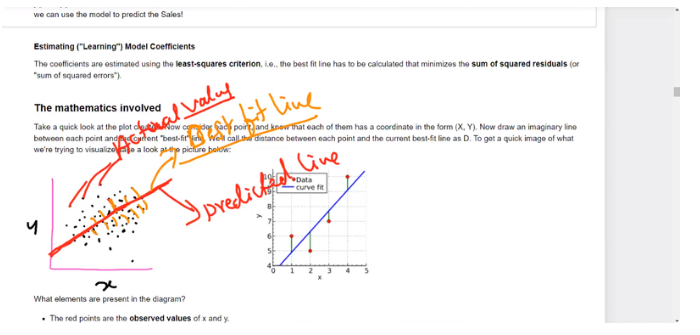 we can use the model to predict the Sales!
Estimating ("Learning") Model Coefficients
The coefficients are estimated using the least-squares criterion, i.e., the best fit line has to be calculated that minimizes the sum of squared residuals (or
"sum of squared errors").
The mathematics involved
Take a quick look at the plot Now each point and that each of them has a coordinate in the form (X, Y). Now draw an imaginary line
between each point and current "best-fit" line. We'll call the distance between each point and the current best-fit line as D. To get a quick image of what
we're trying to visualize, take a look at the picture below:
Actual value
Best fit line
predicted line
y
x
Data
curve fit
10
9
8
7
6
5
4
y
0 1 2 3 4 5
x
What elements are present in the diagram?
• The red points are the observed values of x and y.